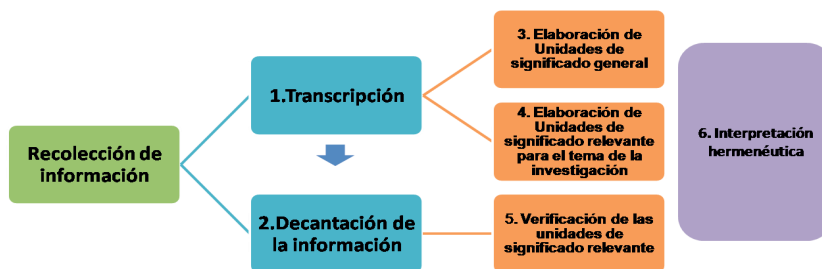 Recolección de
información
1.Transcripción
2.Decantación de
la información
3. Elaboración de
Unidades de
significado general
4. Elaboración de
Unidades de
significado relevante
para el tema de la
investigación
5. Verificación de las
unidades de
significado relevante
6. Interpretación
hermenéutica